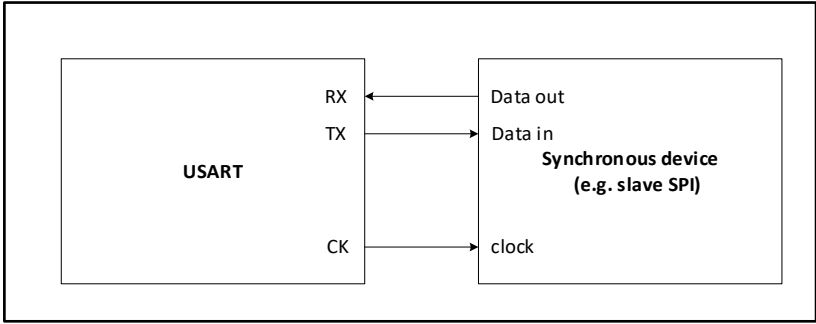 RX
Data out
TX
Data in
USART
Synchronous device
(e.g. slave SPI)
CK
clock